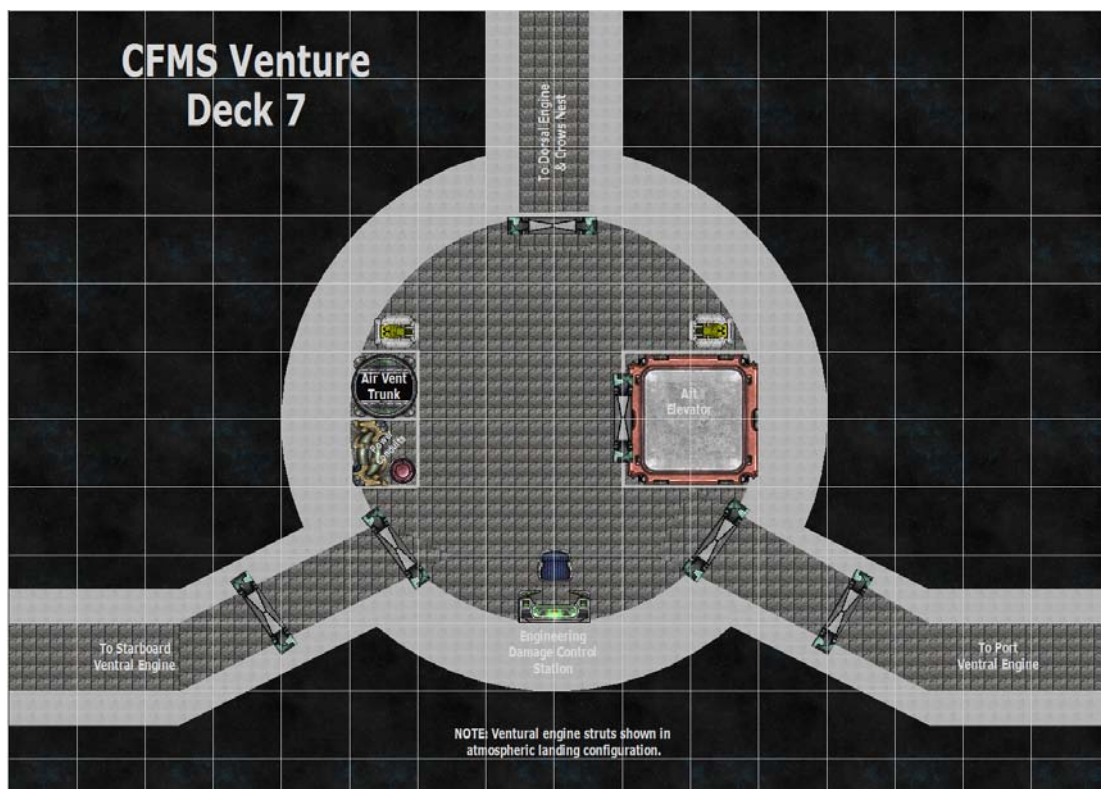 CFMS Venture
Deck 7
To Dorsal Engine
& Crows Nest
Air Vent
Trunk
Aft
Elevator
To Starboard
Ventral Engine
Engineering
Damage Control
Station
To Port
Ventral Engine
NOTE: Ventural engine struts shown in
atmospheric landing configuration.